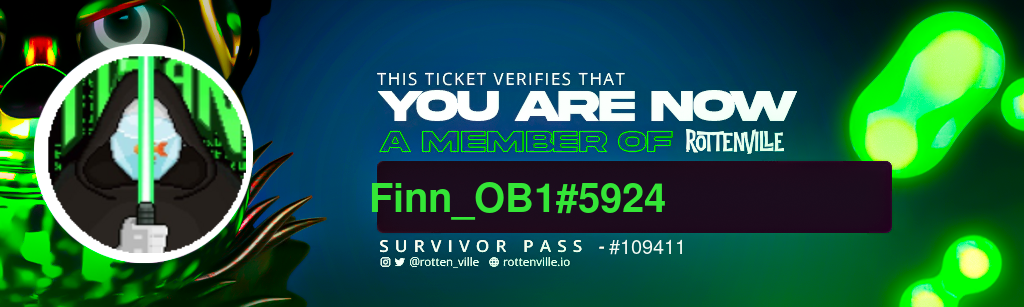 THIS TICKET VERIFIES THAT
YOU ARE NOW
A MEMBER OF ROTTENVILLE
Finn_OB1#5924
SURVIVOR PASS - #109411
@rotten_ville rottenville.io